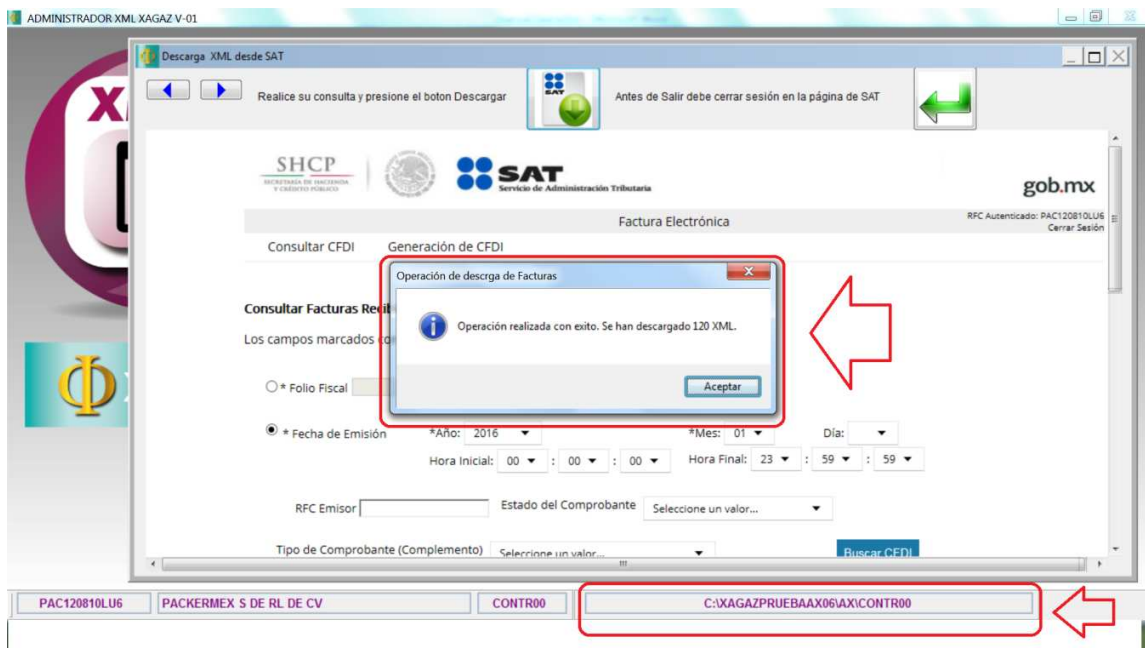 ADMINISTRADOR XML XAGAZ V-01
Descarga XML desde SAT
Realice su consulta y presione el boton Descargar
SAT
Antes de Salir debe cerrar sesión en la página de SAT
X
SHCP
SECRETARÍA DE HACIENDA
Y CRÉDITO PÚBLICO
SAT
Servicio de Administración Tributaria
gob.mx
Factura Electrónica
RFC Autenticado: PAC120810LU6
Cerrar Sesión
Consultar CFDI Generación de CFDI
Operación de descrga de Facturas
Consultar Facturas
Operación realizada con exito. Se han descargado 120 XML.
Los campos marcados
* Folio Fiscal
Aceptar
* Fecha de Emisión *Año: 2016 *Mes: 01 Día:
Hora Inicial: 00 : 00 : 00 Hora Final: 23 : 59 : 59
RFC Emisor Estado del Comprobante Seleccione un valor...
Tipo de Comprobante (Complemento) Seleccione un valor... Buscar CFDI
PAC120810LU6 PACKERMEX S DE RL DE CV CONTR00 C:\XAGAZPRUEBAAX06\AX\CONTR00